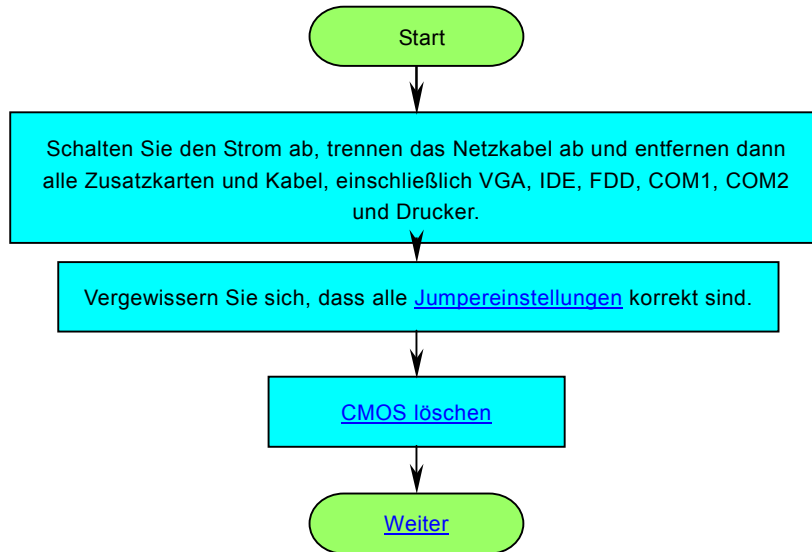 Start
Schalten Sie den Strom ab, trennen das Netzkabel ab und entfernen dann
alle Zusatzkarten und Kabel, einschließlich VGA, IDE, FDD, COM1, COM2
und Drucker.
Vergewissern Sie sich, dass alle Jumpereinstellungen korrekt sind.
CMOS löschen
Weiter